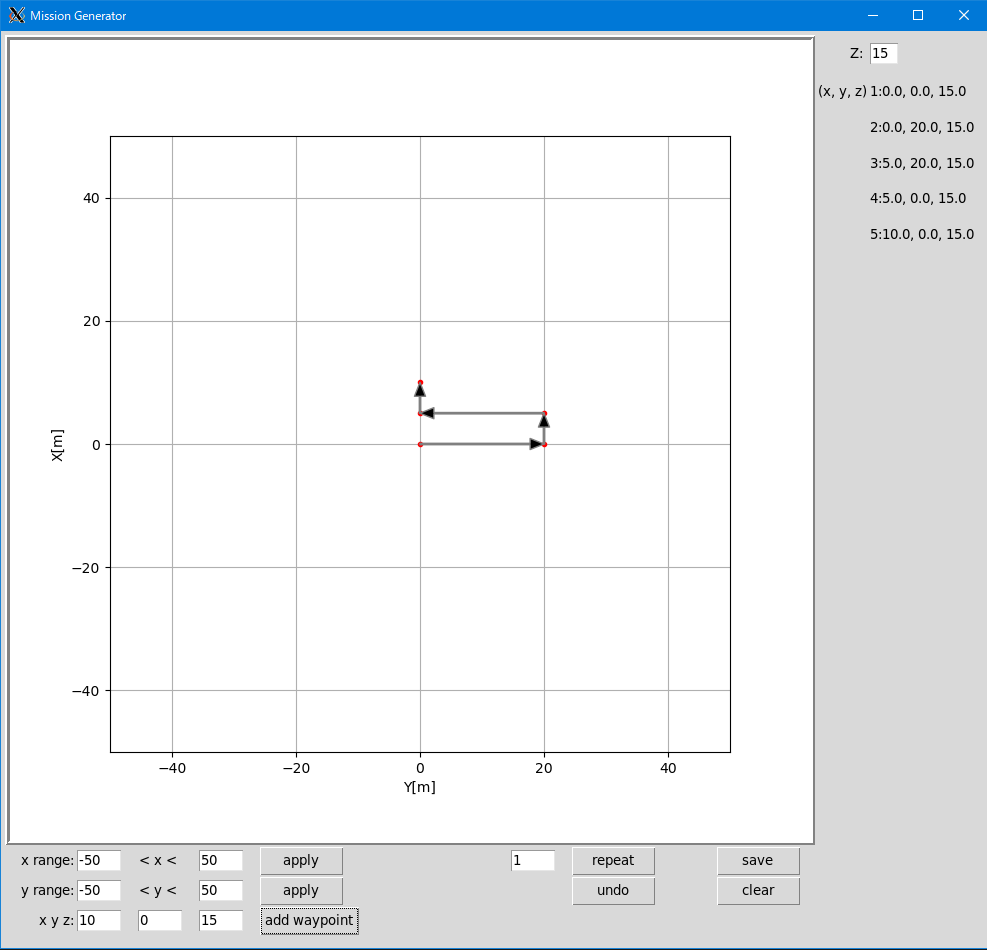 Mission Generator
Z: 15
(x, y, z) 1:0.0, 0.0, 15.0
2:0.0, 20.0, 15.0
3:5.0, 20.0, 15.0
4:5.0, 0.0, 15.0
5:10.0, 0.0, 15.0
40
20
0
−20
−40
X[m]
−40 −20 0 20 40
Y[m]
x range: -50 < x < 50 apply 1 repeat save
y range: -50 < y < 50 apply undo clear
x y z: 10 0 15 add waypoint